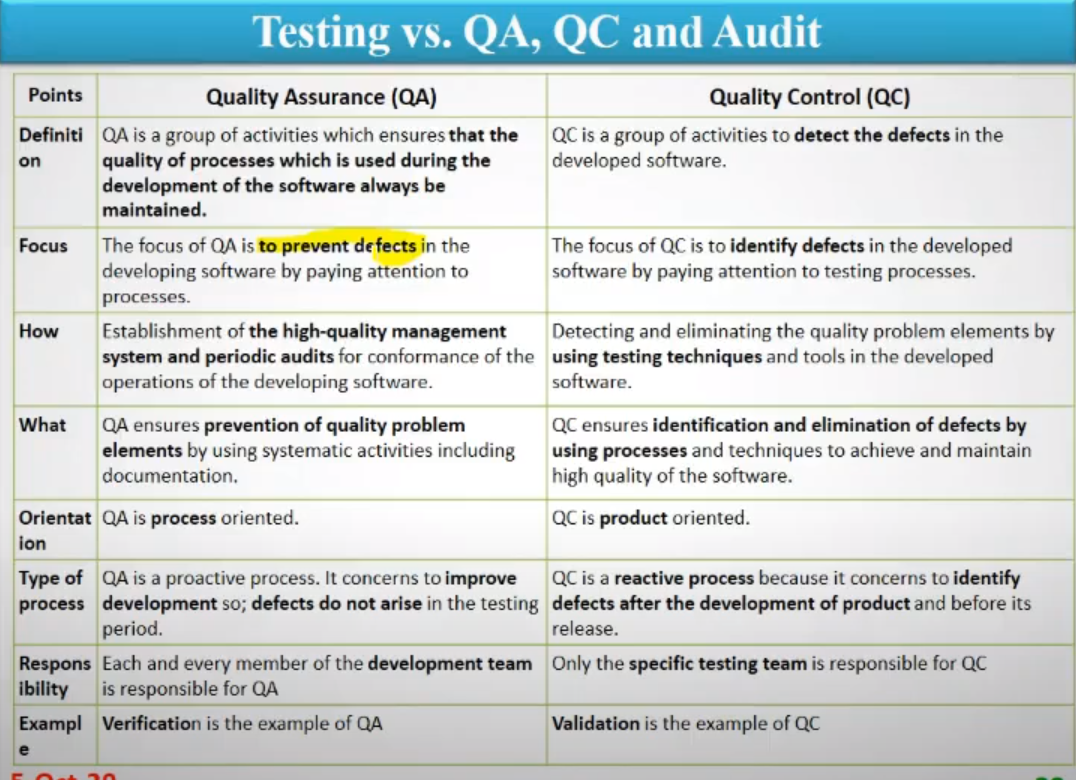 Testing vs. QA, QC and Audit
Points
Quality Assurance (QA)
Quality Control (QC)
Definiti
on
QA is a group of activities which ensures that the
quality of processes which is used during the
development of the software always be
maintained.
QC is a group of activities to detect the defects in the
developed software.
Focus
The focus of QA is to prevent defects in the
developing software by paying attention to
processes.
The focus of QC is to identify defects in the developed
software by paying attention to testing processes.
How
Establishment of the high-quality management
system and periodic audits for conformance of the
operations of the developing software.
Detecting and eliminating the quality problem elements by
using testing techniques and tools in the developed
software.
What
QA ensures prevention of quality problem
elements by using systematic activities including
documentation.
QC ensures identification and elimination of defects by
using processes and techniques to achieve and maintain
high quality of the software.
Orientat
ion
QA is process oriented.
QC is product oriented.
Type of
process
QA is a proactive process. It concerns to improve
development so; defects do not arise in the testing
period.
QC is a reactive process because it concerns to identify
defects after the development of product and before its
release.
Respons
ibility
Each and every member of the development team
is responsible for QA
Only the specific testing team is responsible for QC
Exampl
e
Verification is the example of QA
Validation is the example of QC
5-Oct-20